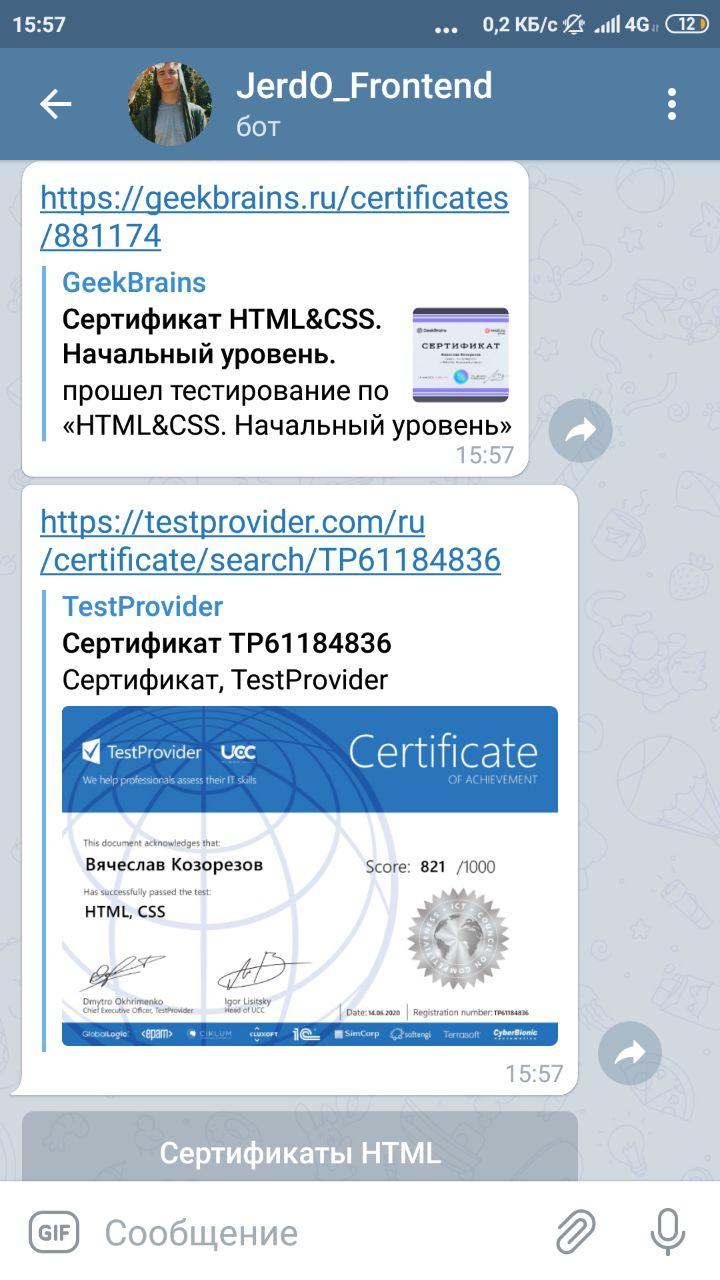 15:57
... 0,2 КБ/с 4G 12
JerdO_Frontend
бот
https://geekbrains.ru/certificates
/881174
GeekBrains
Сертификат HTML&CSS.
Начальный уровень.
прошел тестирование по
«HTML&CSS. Начальный уровень»
GeekBrains
СЕРТИФИКАТ
15:57
https://testprovider.com/ru
/certificate/search/TP61184836
TestProvider
Сертификат TP61184836
Сертификат, TestProvider
TestProvider UCC
We help professionals assess their IT skills
Certificate
OF ACHIEVEMENT
This document acknowledges that:
Вячеслав Козорезов
Score: 821 /1000
Has successfully passed the test:
HTML, CSS
ICT COUNCIL ON COMPETITIVENESS
Dmytro Okhrimenko
Chief Executive Officer, TestProvider
Igor Lisitsky
Head of UCC
Date: 14.06.2020 Registration number: TP61184836
GlobalLogic <epam> CIKLUM <LUXOFT 1C SimCorp softengi Terrasoft CyberBionic
15:57
Сертификаты HTML
GIF Сообщение